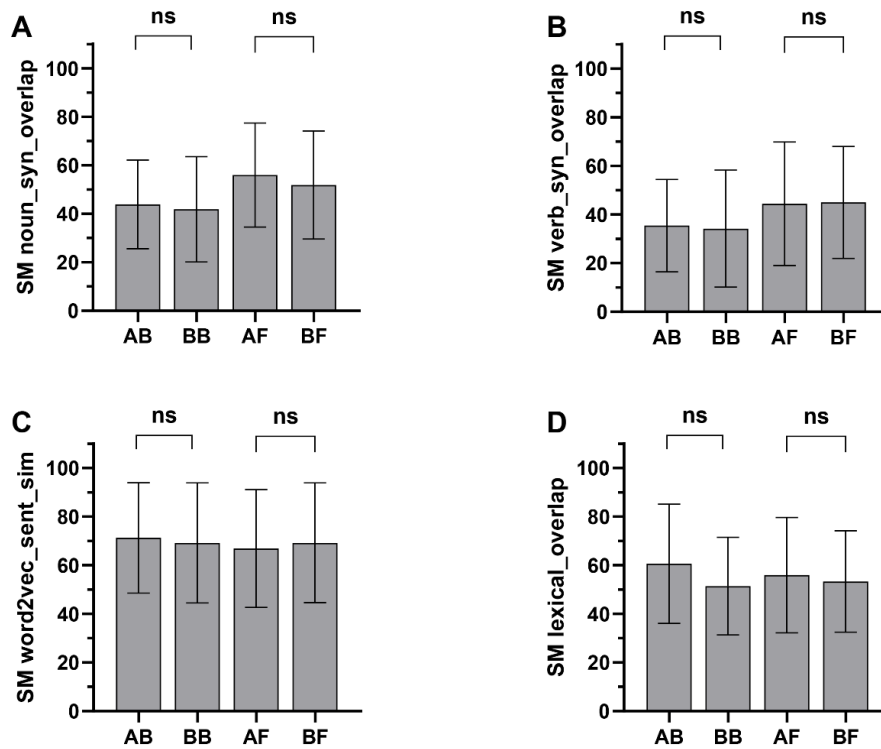 A
ns
ns
SM noun_syn_overlap
100
80
60
40
20
0
AB BB AF BF
B
ns
ns
SM verb_syn_overlap
100
80
60
40
20
0
AB BB AF BF
C
ns
ns
SM word2vec_sent_sim
100
80
60
40
20
0
AB BB AF BF
D
ns
ns
SM lexical_overlap
100
80
60
40
20
0
AB BB AF BF